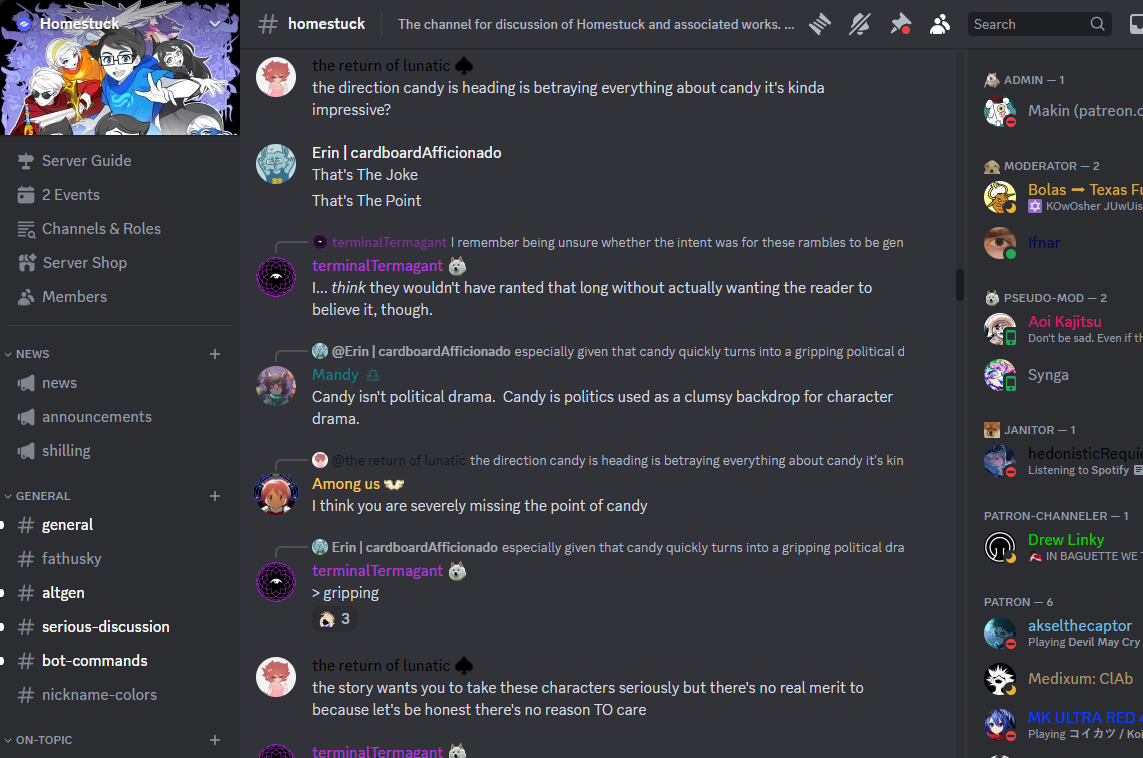 Homestuck
Server Guide
2 Events
Channels & Roles
Server Shop
Members
NEWS
news
announcements
shilling
GENERAL
general
fathusky
altgen
serious-discussion
bot-commands
nickname-colors
ON-TOPIC
homestuck
The channel for discussion of Homestuck and associated works. ...
Search
the return of lunatic
the direction candy is heading is betraying everything about candy it's kinda
impressive?
Erin | cardboardAfficionado
That's The Joke
That's The Point
terminalTermagant I remember being unsure whether the intent was for these rambles to be gen
terminalTermagant
I... think they wouldn't have ranted that long without actually wanting the reader to
believe it, though.
@Erin | cardboardAfficionado especially given that candy quickly turns into a gripping political d
Mandy ♎
Candy isn't political drama. Candy is politics used as a clumsy backdrop for character
drama.
@the return of lunatic the direction candy is heading is betraying everything about candy it's kin
Among us
I think you are severely missing the point of candy
Erin | cardboardAfficionado especially given that candy quickly turns into a gripping political dra
terminalTermagant
> gripping
3
the return of lunatic
the story wants you to take these characters seriously but there's no real merit to
because let's be honest there's no reason TO care
terminalTermagant
ADMIN — 1
Makin (patreon.c
MODERATOR — 2
Bolas ➡ Texas Fu
KOwOsher JUwUis
Ifnar
PSEUDO-MOD — 2
Aoi Kajitsu
Don't be sad. Even if th
Synga
JANITOR — 1
hedonisticRequie
Listening to Spotify
PATRON-CHANNELER — 1
Drew Linky
IN BAGUETTE WE T
PATRON — 6
akselthecaptor
Playing Devil May Cry
Medixum: ClAb
MK ULTRA RED 4
Playing コイカツ / Koi